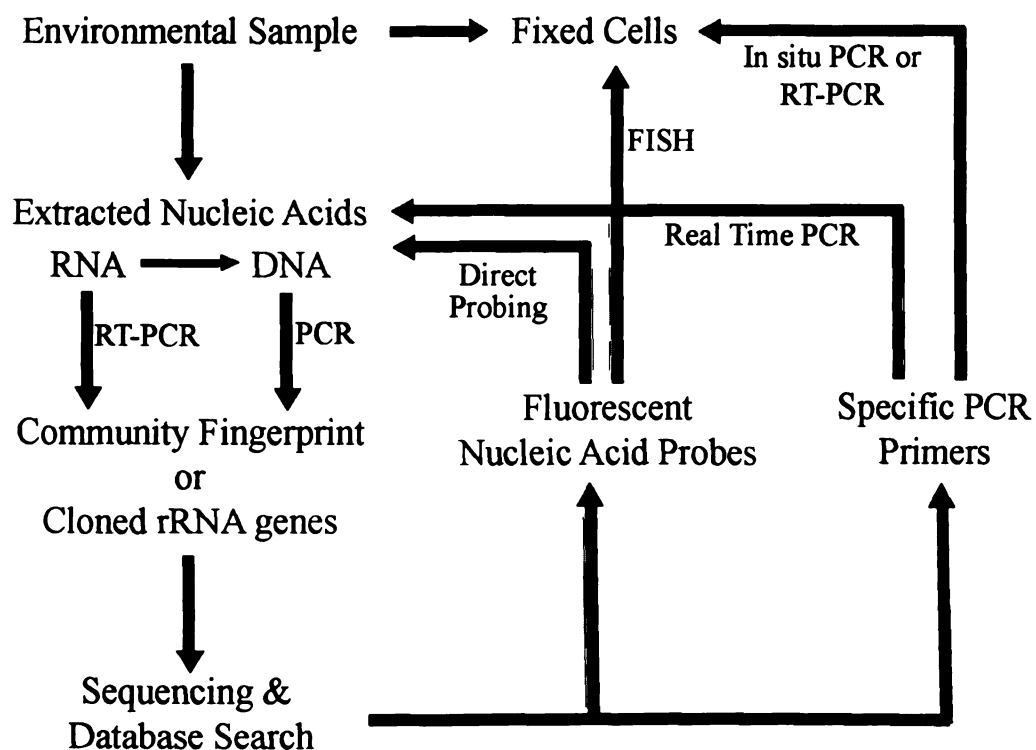 Environmental Sample
Fixed Cells
In situ PCR or
RT-PCR
FISH
Extracted Nucleic Acids
RNA
DNA
Real Time PCR
Direct
Probing
RT-PCR
PCR
Community Fingerprint
or
Cloned rRNA genes
Fluorescent
Nucleic Acid Probes
Specific PCR
Primers
Sequencing &
Database Search